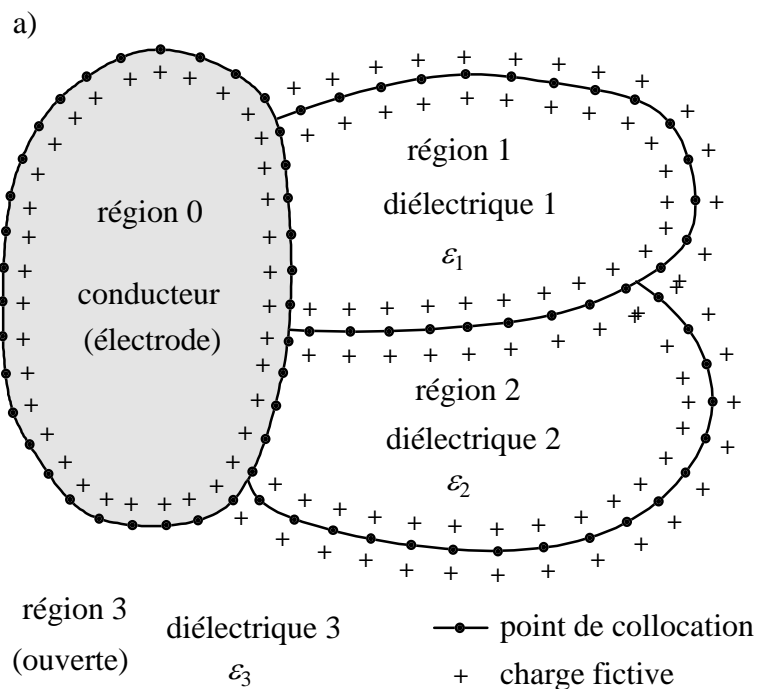 a)
région 0
conducteur
(électrode)
région 1
diélectrique 1
ε₁
région 2
diélectrique 2
ε₂
région 3
(ouverte)
diélectrique 3
ε₃
point de collocation
+ charge fictive